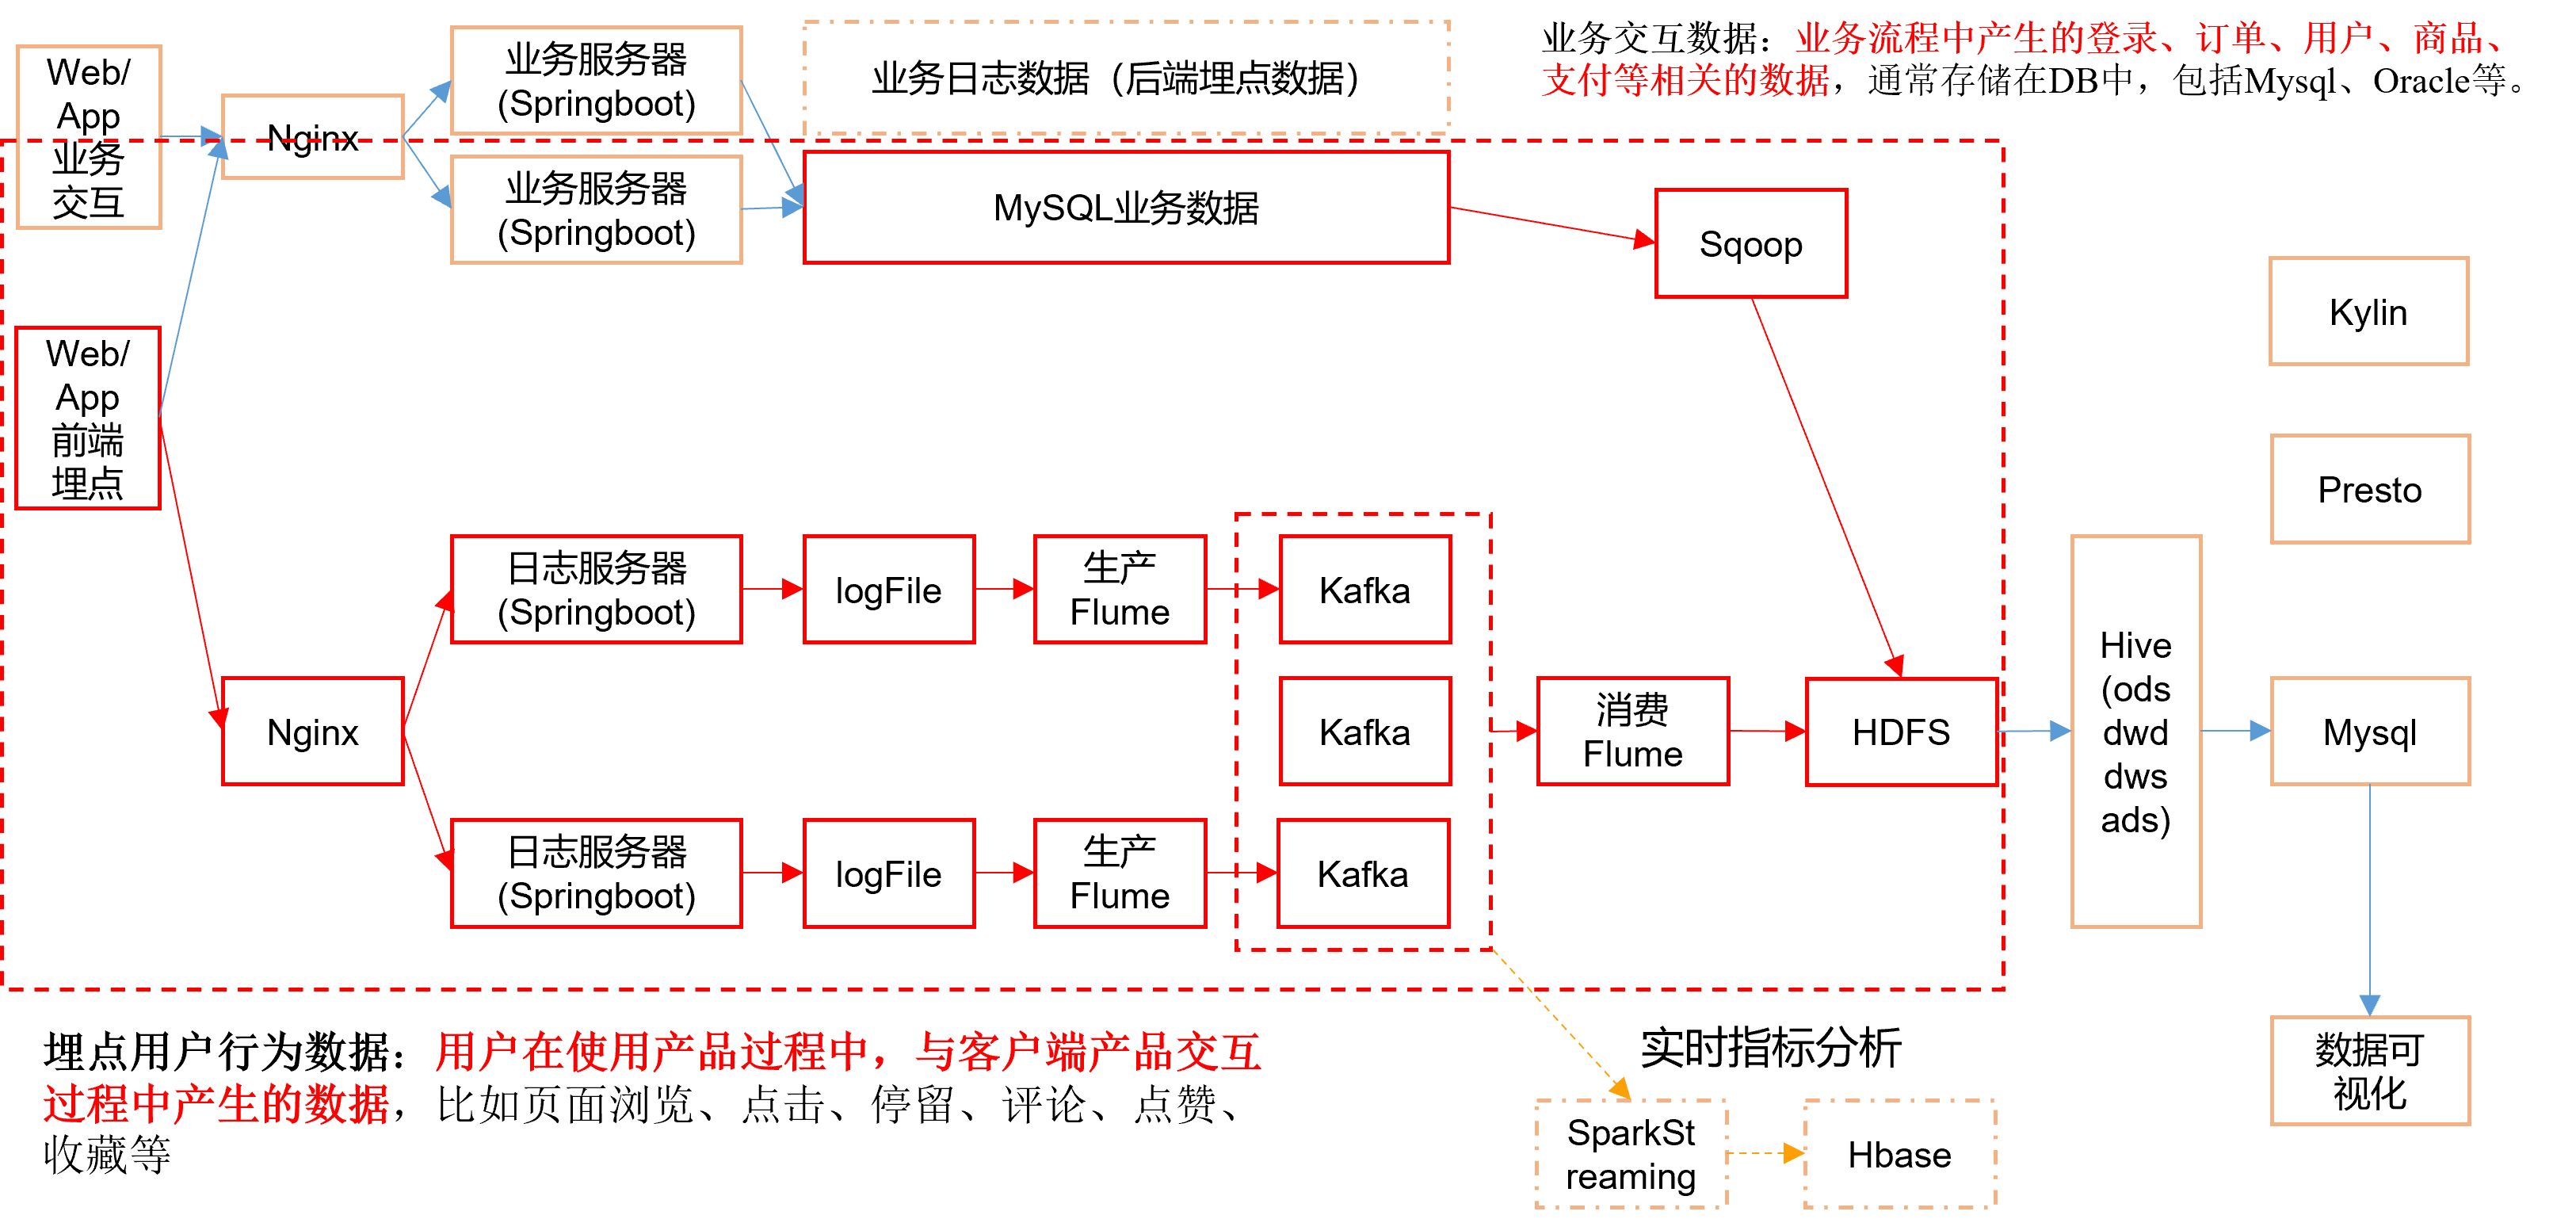 Web/
App
业务
交互
Nginx
业务服务器
(Springboot)
业务服务器
(Springboot)
业务日志数据（后端埋点数据）
MySQL业务数据
业务交互数据：业务流程中产生的登录、订单、用户、商品、
支付等相关的数据，通常存储在DB中，包括Mysql、Oracle等。
Sqoop
Kylin
Presto
Web/
App
前端
埋点
Nginx
日志服务器
(Springboot)
logFile
生产
Flume
Kafka
Kafka
日志服务器
(Springboot)
logFile
生产
Flume
Kafka
消费
Flume
HDFS
Hive
(ods
dwd
dws
ads)
Mysql
数据可
视化
埋点用户行为数据：用户在使用产品过程中，与客户端产品交互
过程中产生的数据，比如页面浏览、点击、停留、评论、点赞、
收藏等
实时指标分析
SparkSt
reaming
Hbase